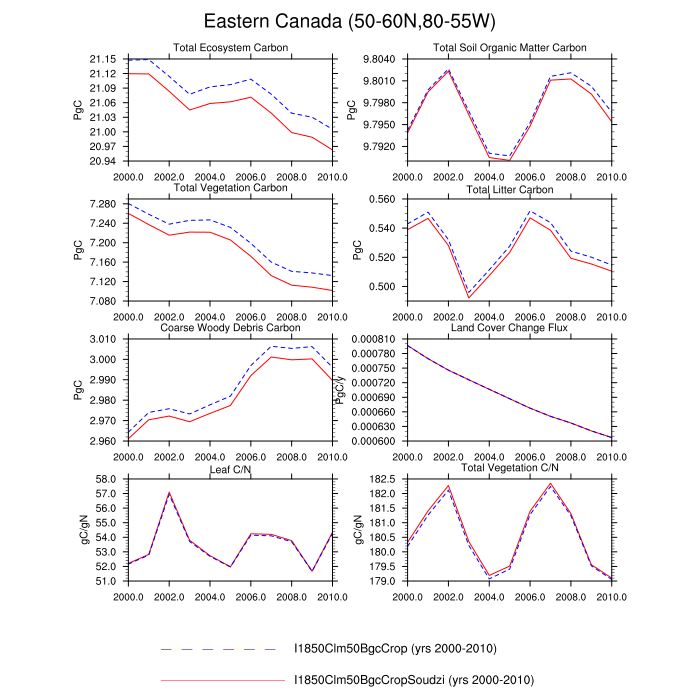 Eastern Canada (50-60N,80-55W)
Total Ecosystem Carbon
PgC
21.15
21.12
21.09
21.06
21.03
21.00
20.97
20.94
2000.0 2002.0 2004.0 2006.0 2008.0 2010.0
Total Soil Organic Matter Carbon
PgC
9.8040
9.8010
9.7980
9.7950
9.7920
2000.0 2002.0 2004.0 2006.0 2008.0 2010.0
Total Vegetation Carbon
PgC
7.280
7.240
7.200
7.160
7.120
7.080
2000.0 2002.0 2004.0 2006.0 2008.0 2010.0
Total Litter Carbon
PgC
0.560
0.540
0.520
0.500
2000.0 2002.0 2004.0 2006.0 2008.0 2010.0
Coarse Woody Debris Carbon
PgC
3.010
3.000
2.990
2.980
2.970
2.960
2000.0 2002.0 2004.0 2006.0 2008.0 2010.0
Land Cover Change Flux
PgC/y
0.000810
0.000780
0.000750
0.000720
0.000690
0.000660
0.000630
0.000600
2000.0 2002.0 2004.0 2006.0 2008.0 2010.0
Leaf C/N
gC/gN
58.0
57.0
56.0
55.0
54.0
53.0
52.0
51.0
2000.0 2002.0 2004.0 2006.0 2008.0 2010.0
Total Vegetation C/N
gC/gN
182.5
182.0
181.5
181.0
180.5
180.0
179.5
179.0
2000.0 2002.0 2004.0 2006.0 2008.0 2010.0
I1850Clm50BgcCrop (yrs 2000-2010)
I1850Clm50BgcCropSoudzi (yrs 2000-2010)